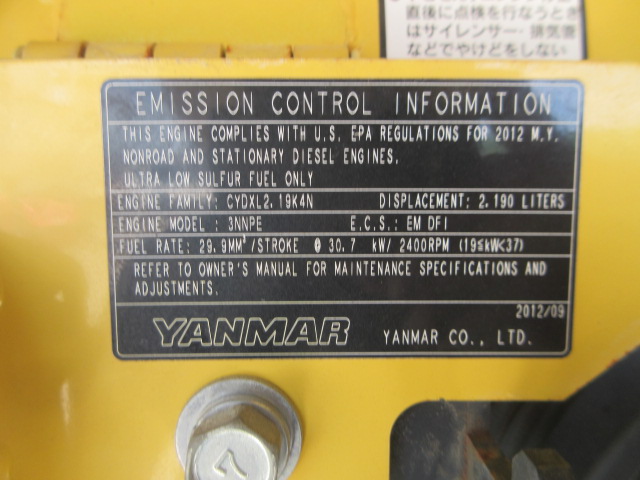 直後に点検を行なうとき
はサイレンサー・排気管
などでやけどをしない
EMISSION CONTROL INFORMATION
THIS ENGINE COMPLIES WITH U.S. EPA REGULATIONS FOR 2012 M.Y.
NONROAD AND STATIONARY DIESEL ENGINES.
ULTRA LOW SULFUR FUEL ONLY
ENGINE FAMILY: CYDXL2.19K4N DISPLACEMENT: 2.190 LITERS
ENGINE MODEL : 3NNPE E.C.S.: EM DFI
FUEL RATE: 29.9MM³/STROKE @ 30.7 kW/ 2400RPM (19≦kW<37)
REFER TO OWNER'S MANUAL FOR MAINTENANCE SPECIFICATIONS AND
ADJUSTMENTS.
2012/09
YANMAR YANMAR CO., LTD.
7